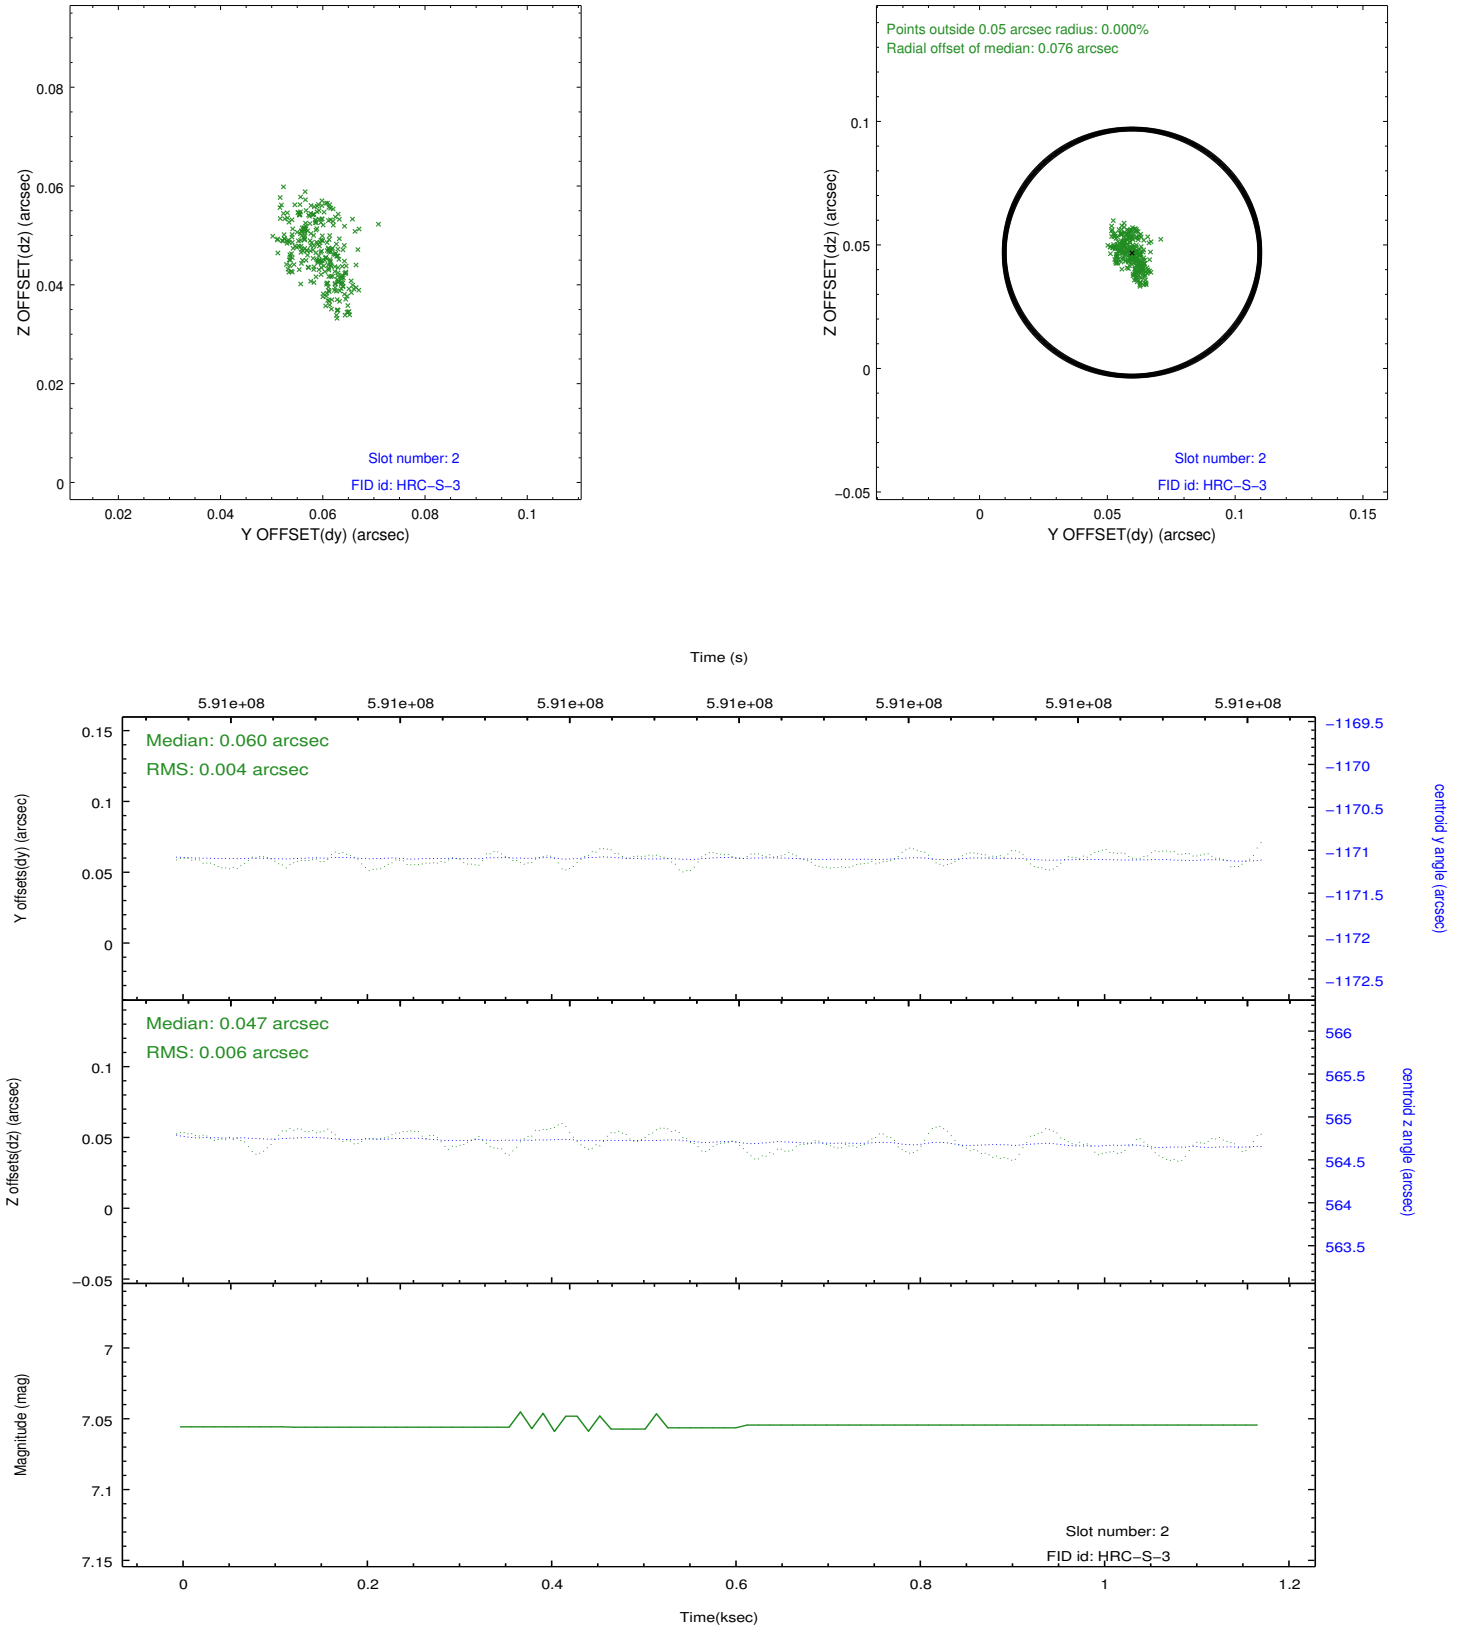 0.08
0.06
0.04
0.02
0
Z OFFSET(dz) (arcsec)
Slot number: 2
FID id: HRC−S−3
0.02 0.04 0.06 0.08 0.1
Y OFFSET(dy) (arcsec)
Points outside 0.05 arcsec radius: 0.000%
Radial offset of median: 0.076 arcsec
0.1
0.05
0
−0.05
Z OFFSET(dz) (arcsec)
Slot number: 2
FID id: HRC−S−3
0 0.05 0.1 0.15
Y OFFSET(dy) (arcsec)
Time (s)
5.91e+08 5.91e+08 5.91e+08 5.91e+08 5.91e+08 5.91e+08 5.91e+08
Median: 0.060 arcsec
RMS: 0.004 arcsec
0.15
0.1
0.05
0
Y offsets(dy) (arcsec)
−1169.5
−1170
−1170.5
−1171
−1171.5
−1172
−1172.5
centroid y angle (arcsec)
Median: 0.047 arcsec
RMS: 0.006 arcsec
0.1
0.05
0
−0.05
Z offsets(dz) (arcsec)
566
565.5
565
564.5
564
563.5
centroid z angle (arcsec)
7
7.05
7.1
7.15
Magnitude (mag)
Slot number: 2
FID id: HRC−S−3
0 0.2 0.4 0.6 0.8 1 1.2
Time(ksec)